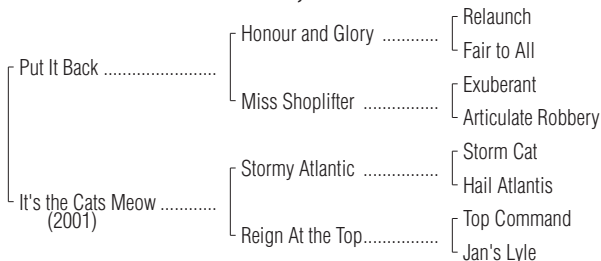 Relaunch
Honour and Glory ............
Fair to All
Put It Back ........................
Exuberant
Miss Shoplifter ................
Articulate Robbery
Storm Cat
Stormy Atlantic ................
Hail Atlantis
It's the Cats Meow ............
(2001)
Top Command
Reign At the Top................
Jan's Lyle